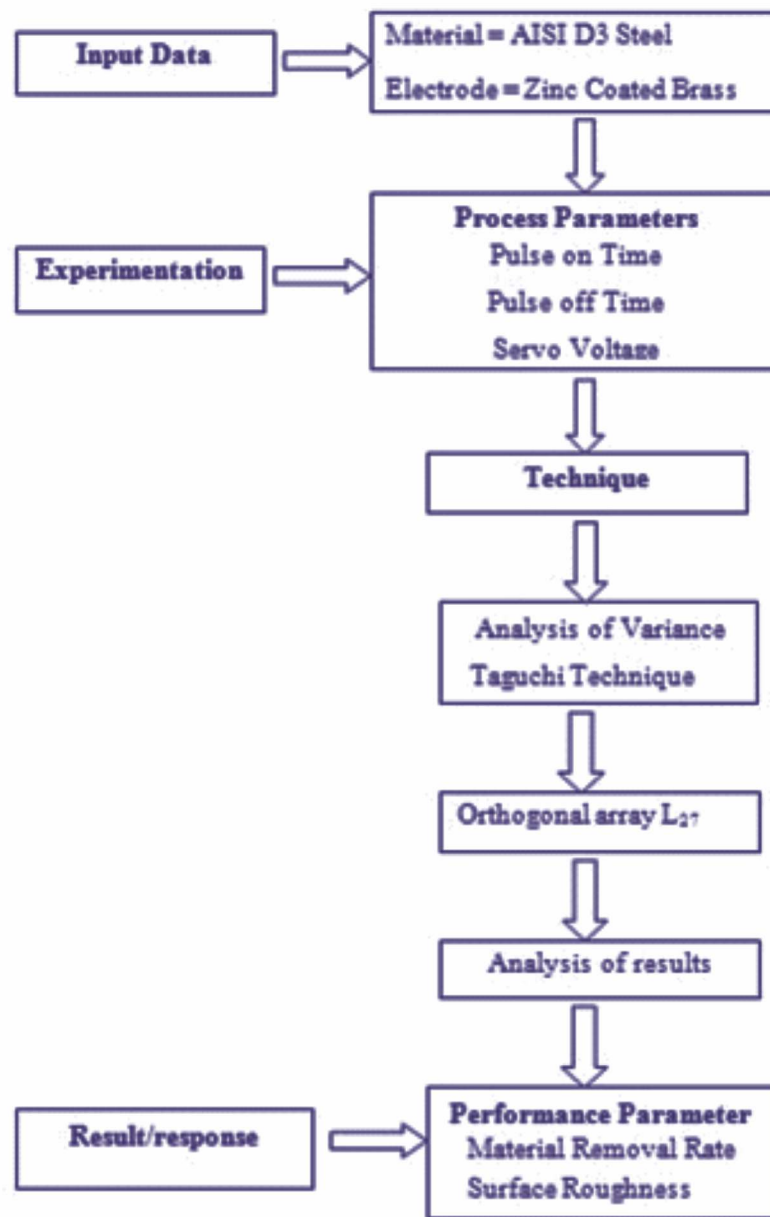 Input Data
Material = AISI D3 Steel
Electrode = Zinc Coated Brass
Experimentation
Process Parameters
Pulse on Time
Pulse off Time
Servo Voltage
Technique
Analysis of Variance
Taguchi Technique
Orthogonal array L₂₇
Analysis of results
Result/response
Performance Parameter
Material Removal Rate
Surface Roughness